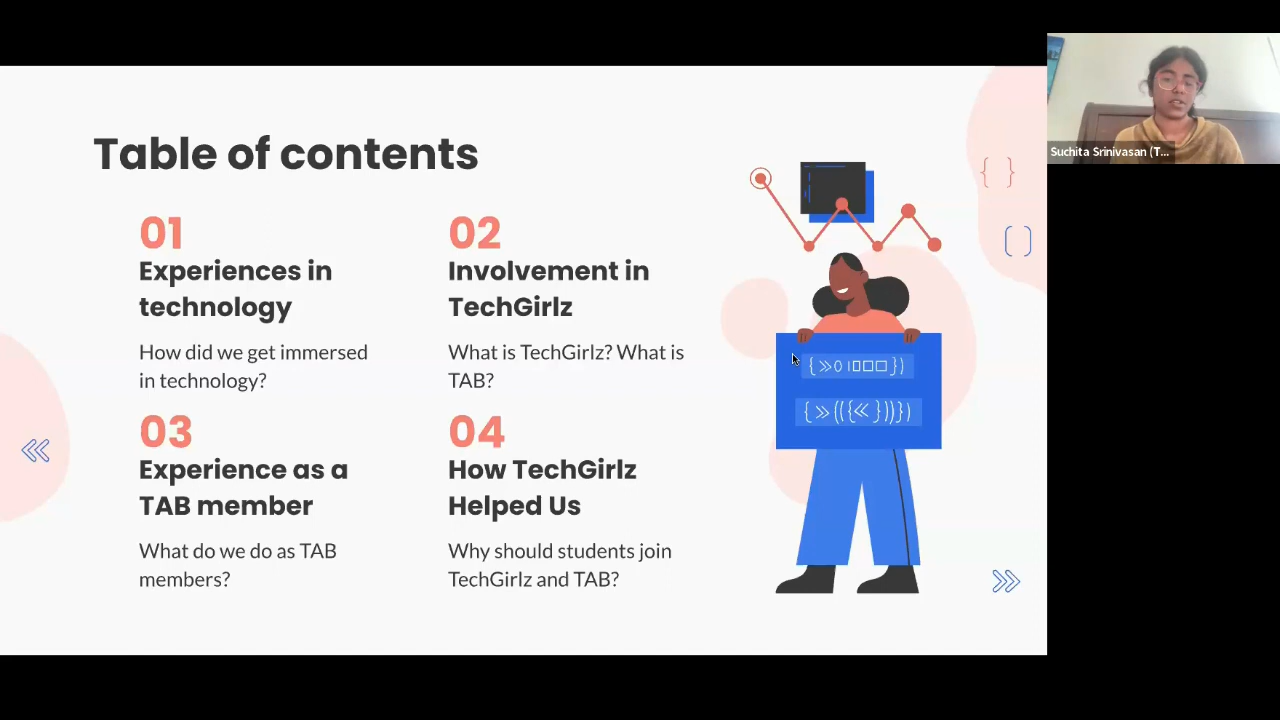 Table of contents
01
Experiences in
technology
How did we get immersed
in technology?
02
Involvement in
TechGirlz
What is TechGirlz? What is
TAB?
03
Experience as a
TAB member
What do we do as TAB
members?
04
How TechGirlz
Helped Us
Why should students join
TechGirlz and TAB?
Suchita Srinivasan (T...